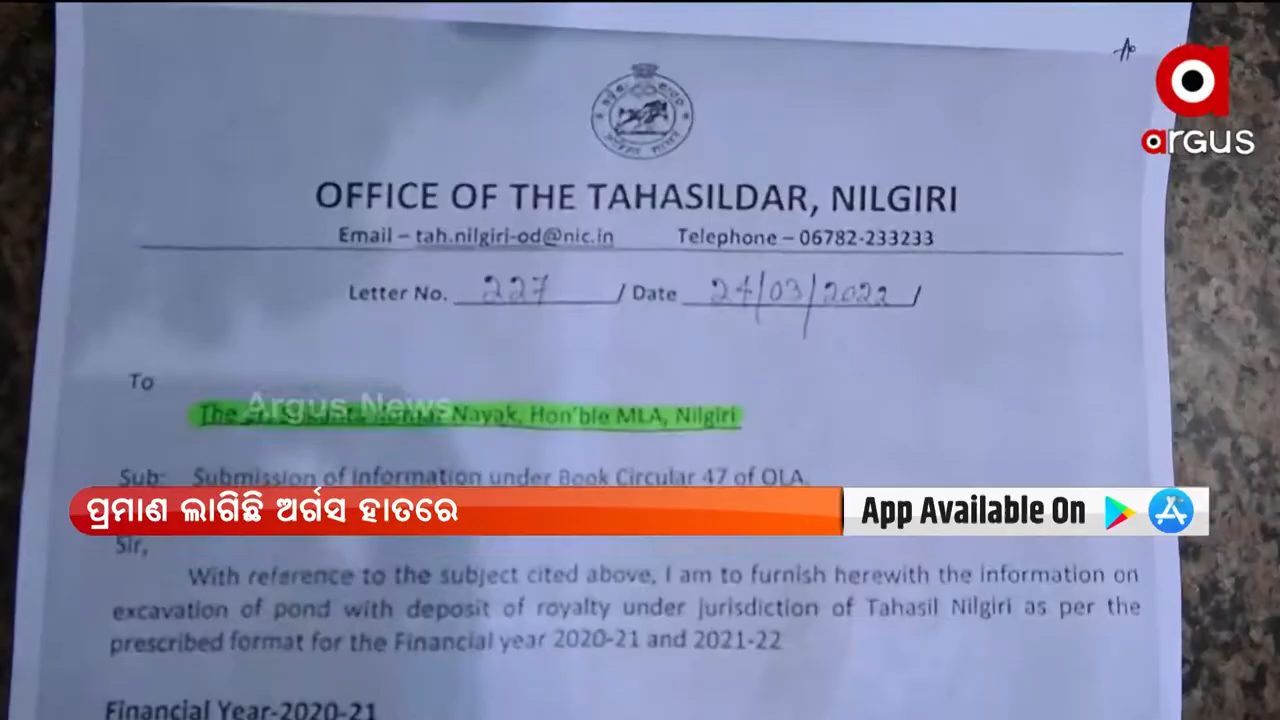 argus
OFFICE OF THE TAHASILDAR, NILGIRI
Email – tah.nilgiri-od@nic.in Telephone – 06782-233233
Letter No. 227 / Date 24/03/2022/
To
Argus News
The Nayak, Hon'ble MLA, Nilgiri
Sub: Submission of information under Book Circular 47 of OLA.
ପ୍ରମାଣ ଲାଗିଛି ଅର୍ଗସ ହାତରେ
App Available On
Sir,
With reference to the subject cited above, I am to furnish herewith the information on
excavation of pond with deposit of royalty under jurisdiction of Tahasil Nilgiri as per the
prescribed format for the Financial year 2020-21 and 2021-22
Financial Year-2020-21